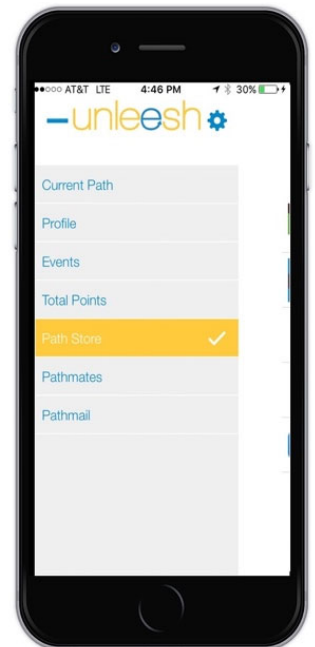 AT&T LTE 4:46 PM 30%
unleesh
Current Path
Profile
Events
Total Points
Path Store
Pathmates
Pathmail